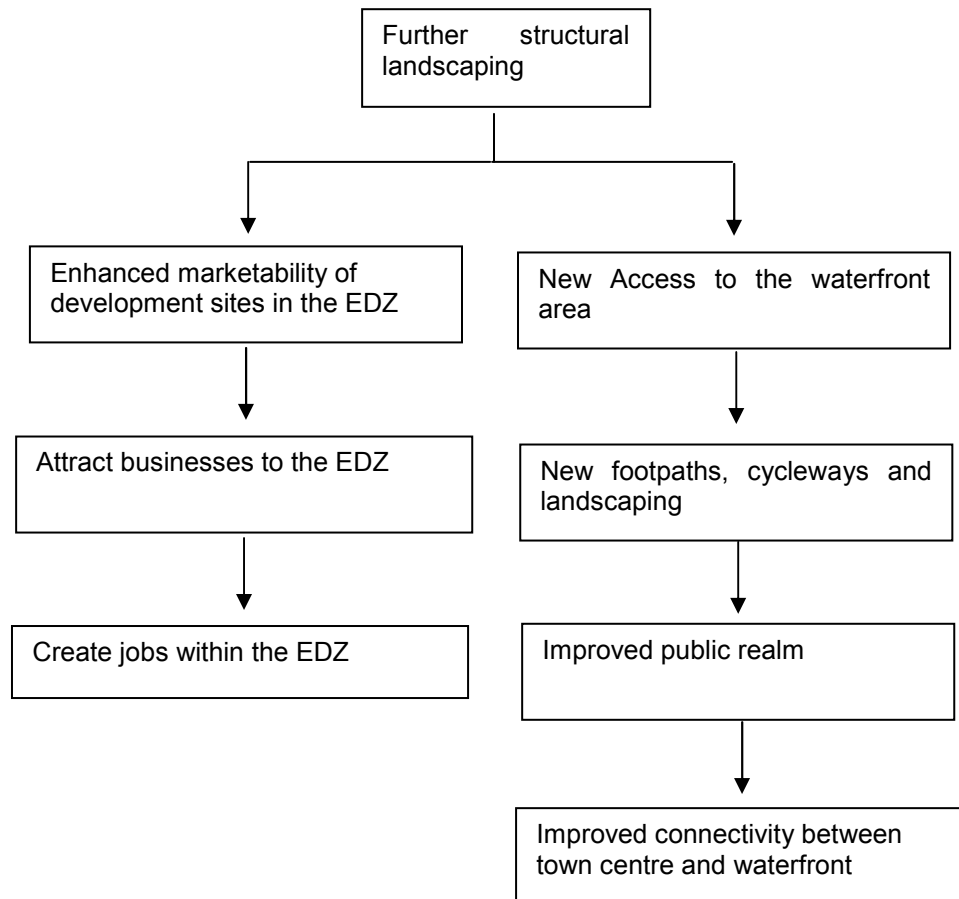 Further structural
landscaping
Enhanced marketability of
development sites in the EDZ
New Access to the waterfront
area
Attract businesses to the EDZ
New footpaths, cycleways and
landscaping
Create jobs within the EDZ
Improved public realm
Improved connectivity between
town centre and waterfront